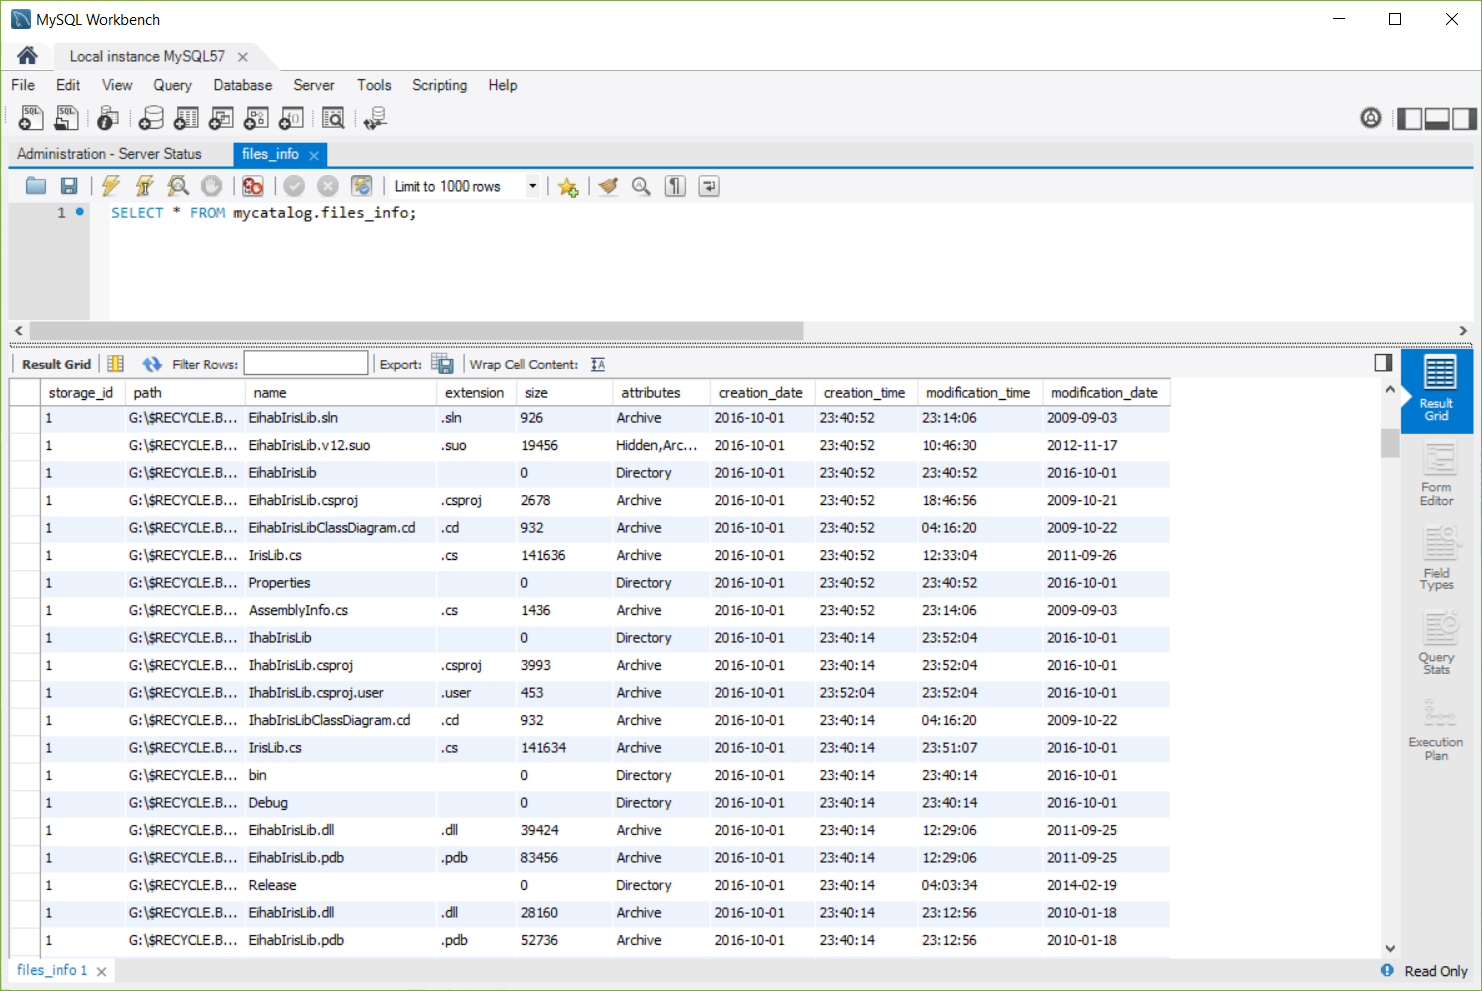 MySQL Workbench
Local instance MySQL57
File Edit View Query Database Server Tools Scripting Help
Administration - Server Status files_info
Limit to 1000 rows
1 SELECT * FROM mycatalog.files_info;
Result Grid Filter Rows: Export: Wrap Cell Content:
storage_id path name extension size attributes creation_date creation_time modification_time modification_date
1 G:\$RECYCLE.B... EihabIrisLib.sln .sln 926 Archive 2016-10-01 23:40:52 23:14:06 2009-09-03
1 G:\$RECYCLE.B... EihabIrisLib.v12.suo .suo 19456 Hidden,Arc... 2016-10-01 23:40:52 10:46:30 2012-11-17
1 G:\$RECYCLE.B... EihabIrisLib 0 Directory 2016-10-01 23:40:52 23:40:52 2016-10-01
1 G:\$RECYCLE.B... EihabIrisLib.csproj .csproj 2678 Archive 2016-10-01 23:40:52 18:46:56 2009-10-21
1 G:\$RECYCLE.B... EihabIrisLibClassDiagram.cd .cd 932 Archive 2016-10-01 23:40:52 04:16:20 2009-10-22
1 G:\$RECYCLE.B... IrisLib.cs .cs 141636 Archive 2016-10-01 23:40:52 12:33:04 2011-09-26
1 G:\$RECYCLE.B... Properties 0 Directory 2016-10-01 23:40:52 23:40:52 2016-10-01
1 G:\$RECYCLE.B... AssemblyInfo.cs .cs 1436 Archive 2016-10-01 23:40:52 23:14:06 2009-09-03
1 G:\$RECYCLE.B... IhabIrisLib 0 Directory 2016-10-01 23:40:14 23:52:04 2016-10-01
1 G:\$RECYCLE.B... IhabIrisLib.csproj .csproj 3993 Archive 2016-10-01 23:40:14 23:52:04 2016-10-01
1 G:\$RECYCLE.B... IhabIrisLib.csproj.user .user 453 Archive 2016-10-01 23:52:04 23:52:04 2016-10-01
1 G:\$RECYCLE.B... IhabIrisLibClassDiagram.cd .cd 932 Archive 2016-10-01 23:40:14 04:16:20 2009-10-22
1 G:\$RECYCLE.B... IrisLib.cs .cs 141634 Archive 2016-10-01 23:40:14 23:51:07 2016-10-01
1 G:\$RECYCLE.B... bin 0 Directory 2016-10-01 23:40:14 23:40:14 2016-10-01
1 G:\$RECYCLE.B... Debug 0 Directory 2016-10-01 23:40:14 23:40:14 2016-10-01
1 G:\$RECYCLE.B... EihabIrisLib.dll .dll 39424 Archive 2016-10-01 23:40:14 12:29:06 2011-09-25
1 G:\$RECYCLE.B... EihabIrisLib.pdb .pdb 83456 Archive 2016-10-01 23:40:14 12:29:06 2011-09-25
1 G:\$RECYCLE.B... Release 0 Directory 2016-10-01 23:40:14 04:03:34 2014-02-19
1 G:\$RECYCLE.B... EihabIrisLib.dll .dll 28160 Archive 2016-10-01 23:40:14 23:12:56 2010-01-18
1 G:\$RECYCLE.B... EihabIrisLib.pdb .pdb 52736 Archive 2016-10-01 23:40:14 23:12:56 2010-01-18
Result
Grid
Form
Editor
Field
Types
Query
Stats
Execution
Plan
files_info 1
Read Only